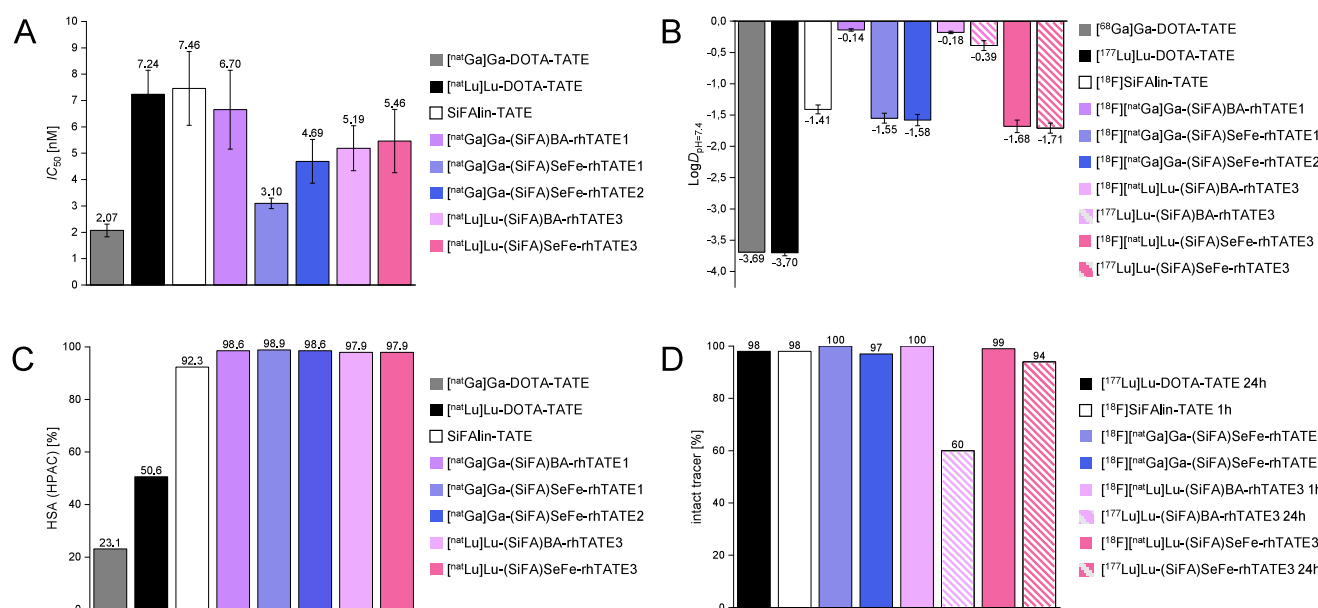 A
IC50 [nM]
10
9
8
7
6
5
4
3
2
1
0
2.07
7.24
7.46
6.70
3.10
4.69
5.19
5.46
[natGa]Ga-DOTA-TATE
[natLu]Lu-DOTA-TATE
SiFAlin-TATE
[natGa]Ga-(SiFA)BA-rhTATE1
[natGa]Ga-(SiFA)SeFe-rhTATE1
[natGa]Ga-(SiFA)SeFe-rhTATE2
[natLu]Lu-(SiFA)BA-rhTATE3
[natLu]Lu-(SiFA)SeFe-rhTATE3
B
LogDpH=7.4
0,0
-0,5
-1,0
-1,5
-2,0
-2,5
-3,0
-3,5
-4,0
-3.69
-3.70
-1.41
-0.14
-1.55
-1.58
-0.18
-0.39
-1.68
-1.71
[68Ga]Ga-DOTA-TATE
[177Lu]Lu-DOTA-TATE
[18F]SiFAlin-TATE
[18F][natGa]Ga-(SiFA)BA-rhTATE1
[18F][natGa]Ga-(SiFA)SeFe-rhTATE1
[18F][natGa]Ga-(SiFA)SeFe-rhTATE2
[18F][natLu]Lu-(SiFA)BA-rhTATE3
[177Lu]Lu-(SiFA)BA-rhTATE3
[18F][natLu]Lu-(SiFA)SeFe-rhTATE3
[177Lu]Lu-(SiFA)SeFe-rhTATE3
C
HSA (HPAC) [%]
100
80
60
40
20
0
23.1
50.6
92.3
98.6
98.9
98.6
97.9
97.9
[natGa]Ga-DOTA-TATE
[natLu]Lu-DOTA-TATE
SiFAlin-TATE
[natGa]Ga-(SiFA)BA-rhTATE1
[natGa]Ga-(SiFA)SeFe-rhTATE1
[natGa]Ga-(SiFA)SeFe-rhTATE2
[natLu]Lu-(SiFA)BA-rhTATE3
[natLu]Lu-(SiFA)SeFe-rhTATE3
D
intact tracer [%]
100
80
60
40
20
0
98
98
100
97
100
60
99
94
[177Lu]Lu-DOTA-TATE 24h
[18F]SiFAlin-TATE 1h
[18F][natGa]Ga-(SiFA)SeFe-rhTATE
[18F][natGa]Ga-(SiFA)SeFe-rhTATE
[18F][natLu]Lu-(SiFA)BA-rhTATE3 1h
[177Lu]Lu-(SiFA)BA-rhTATE3 24h
[18F][natLu]Lu-(SiFA)SeFe-rhTATE3
[177Lu]Lu-(SiFA)SeFe-rhTATE3 24h